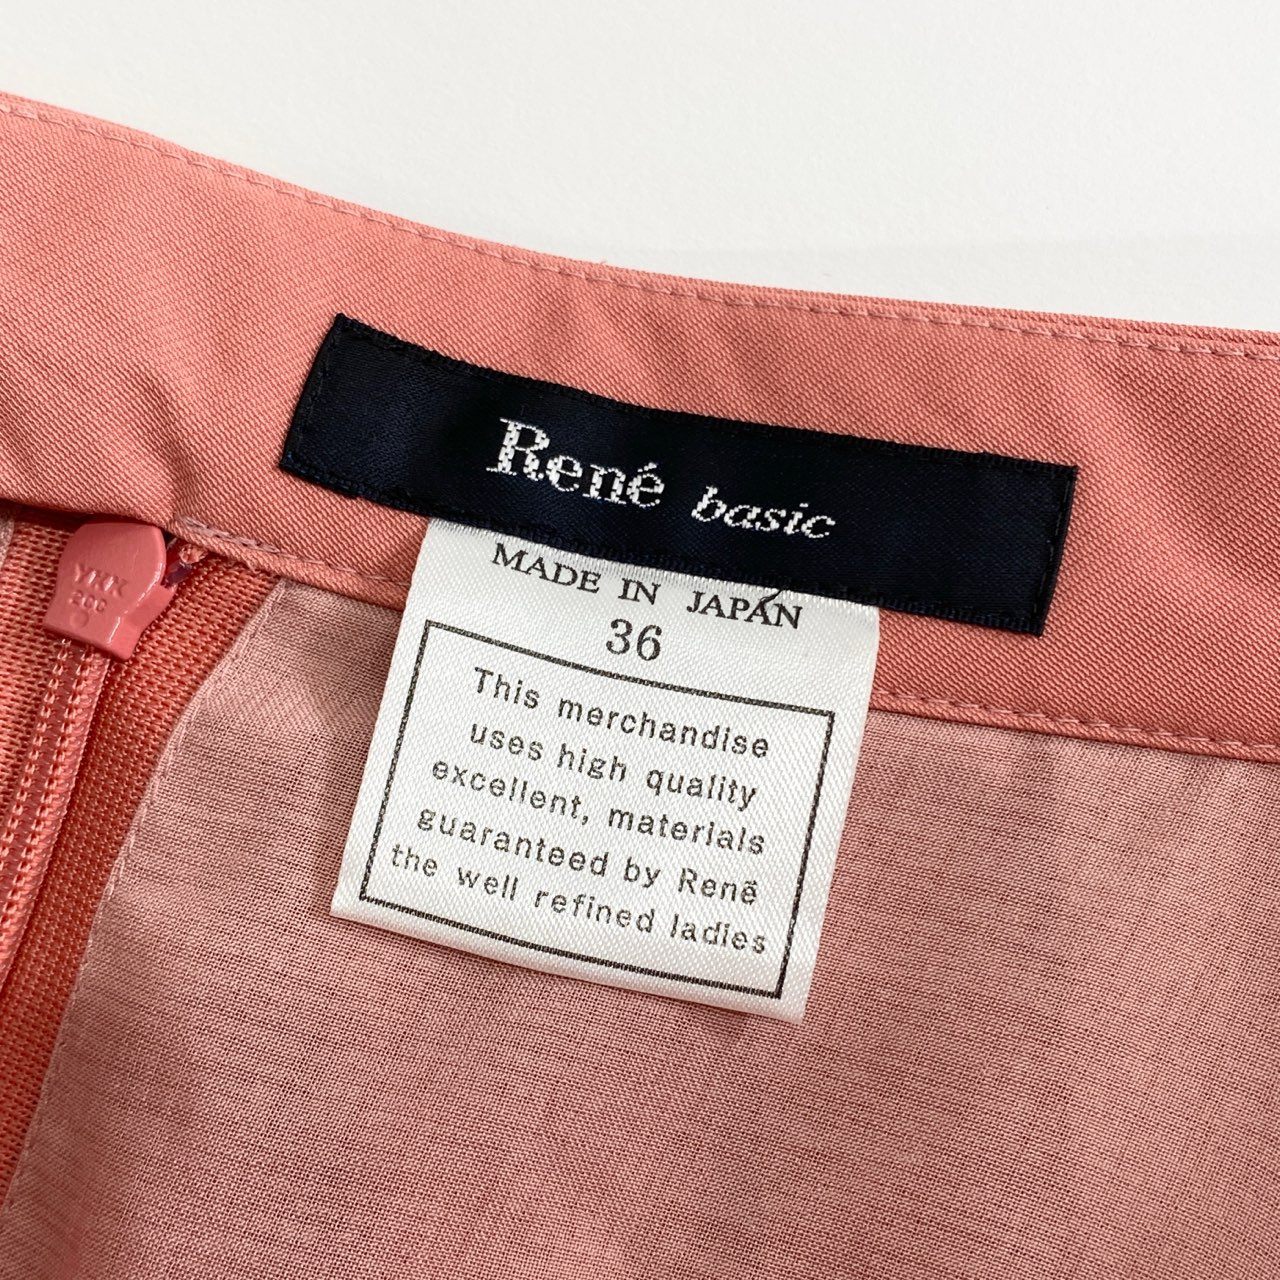 René basic
MADE IN JAPAN
36
This merchandise
uses high quality
excellent, materials
guaranteed by René
the well refined ladies
YKK